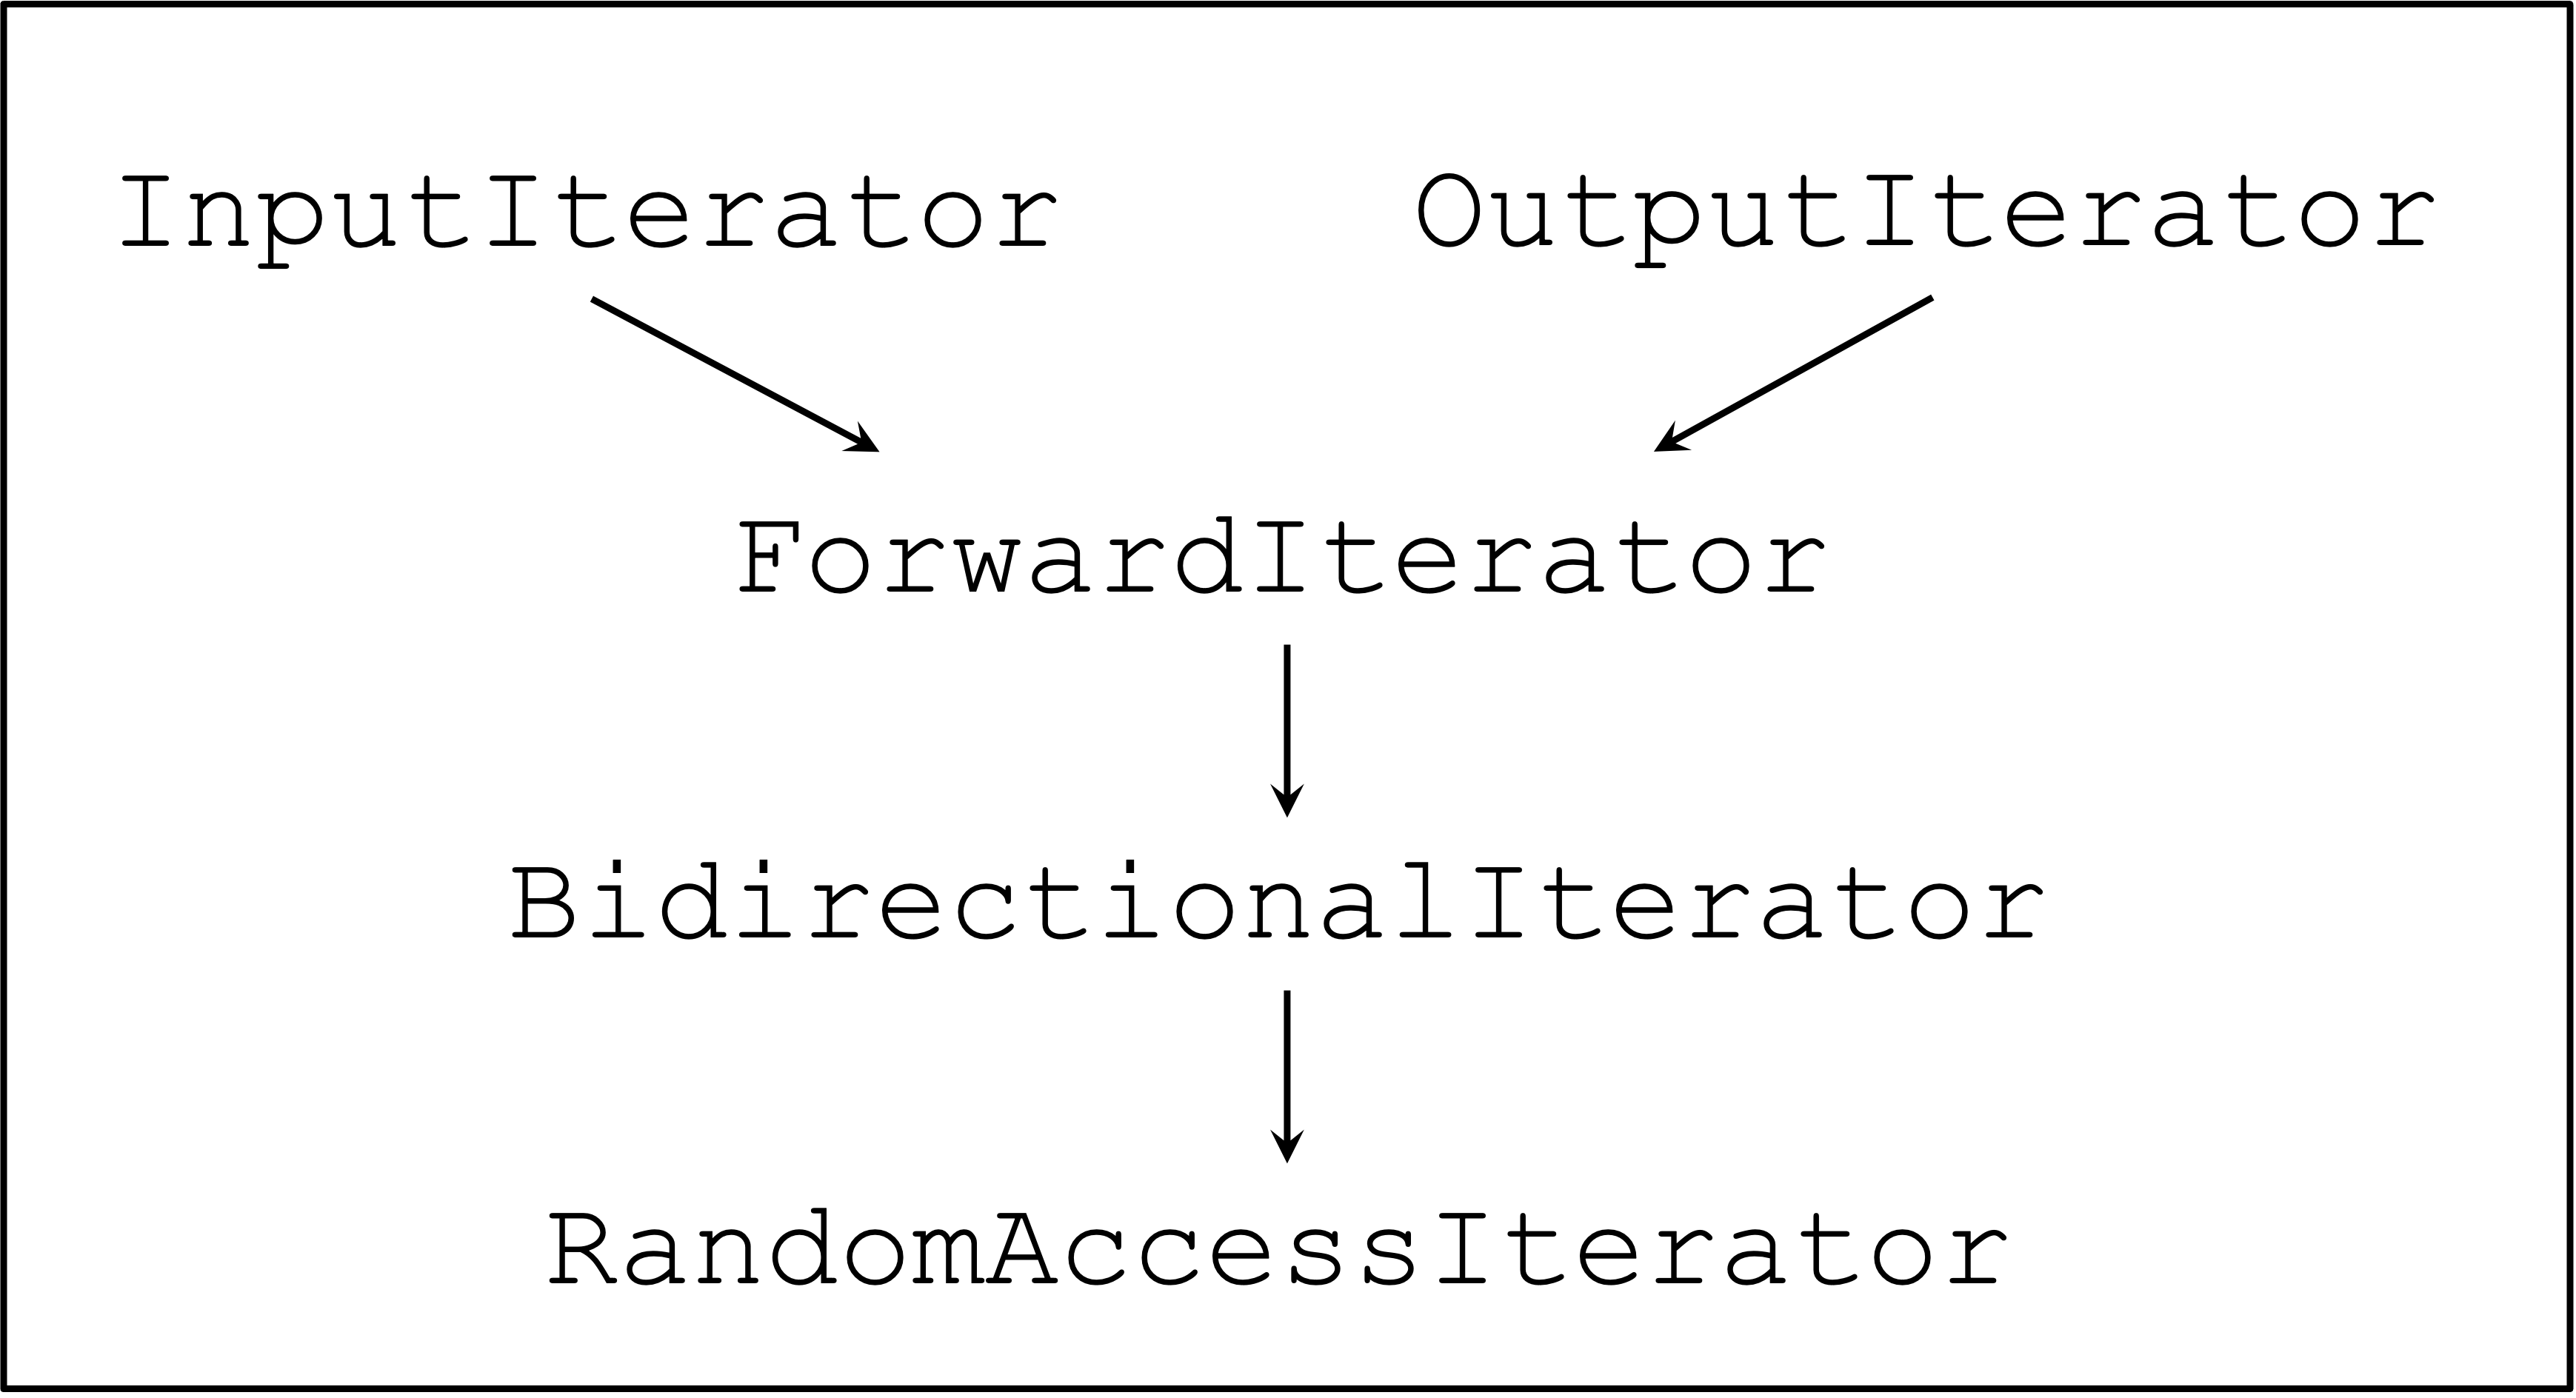 InputIterator OutputIterator
ForwardIterator
BidirectionalIterator
RandomAccessIterator